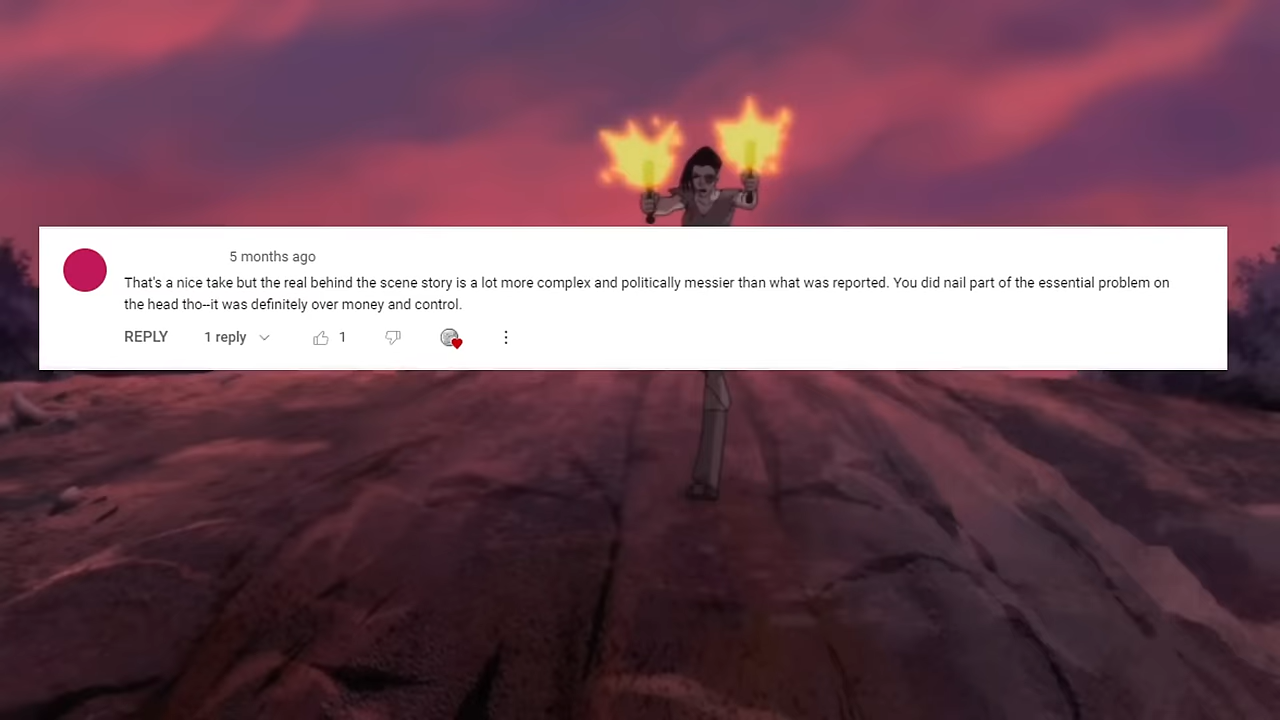 5 months ago
That's a nice take but the real behind the scene story is a lot more complex and politically messier than what was reported. You did nail part of the essential problem on
the head tho--it was definitely over money and control.
REPLY 1 reply 1